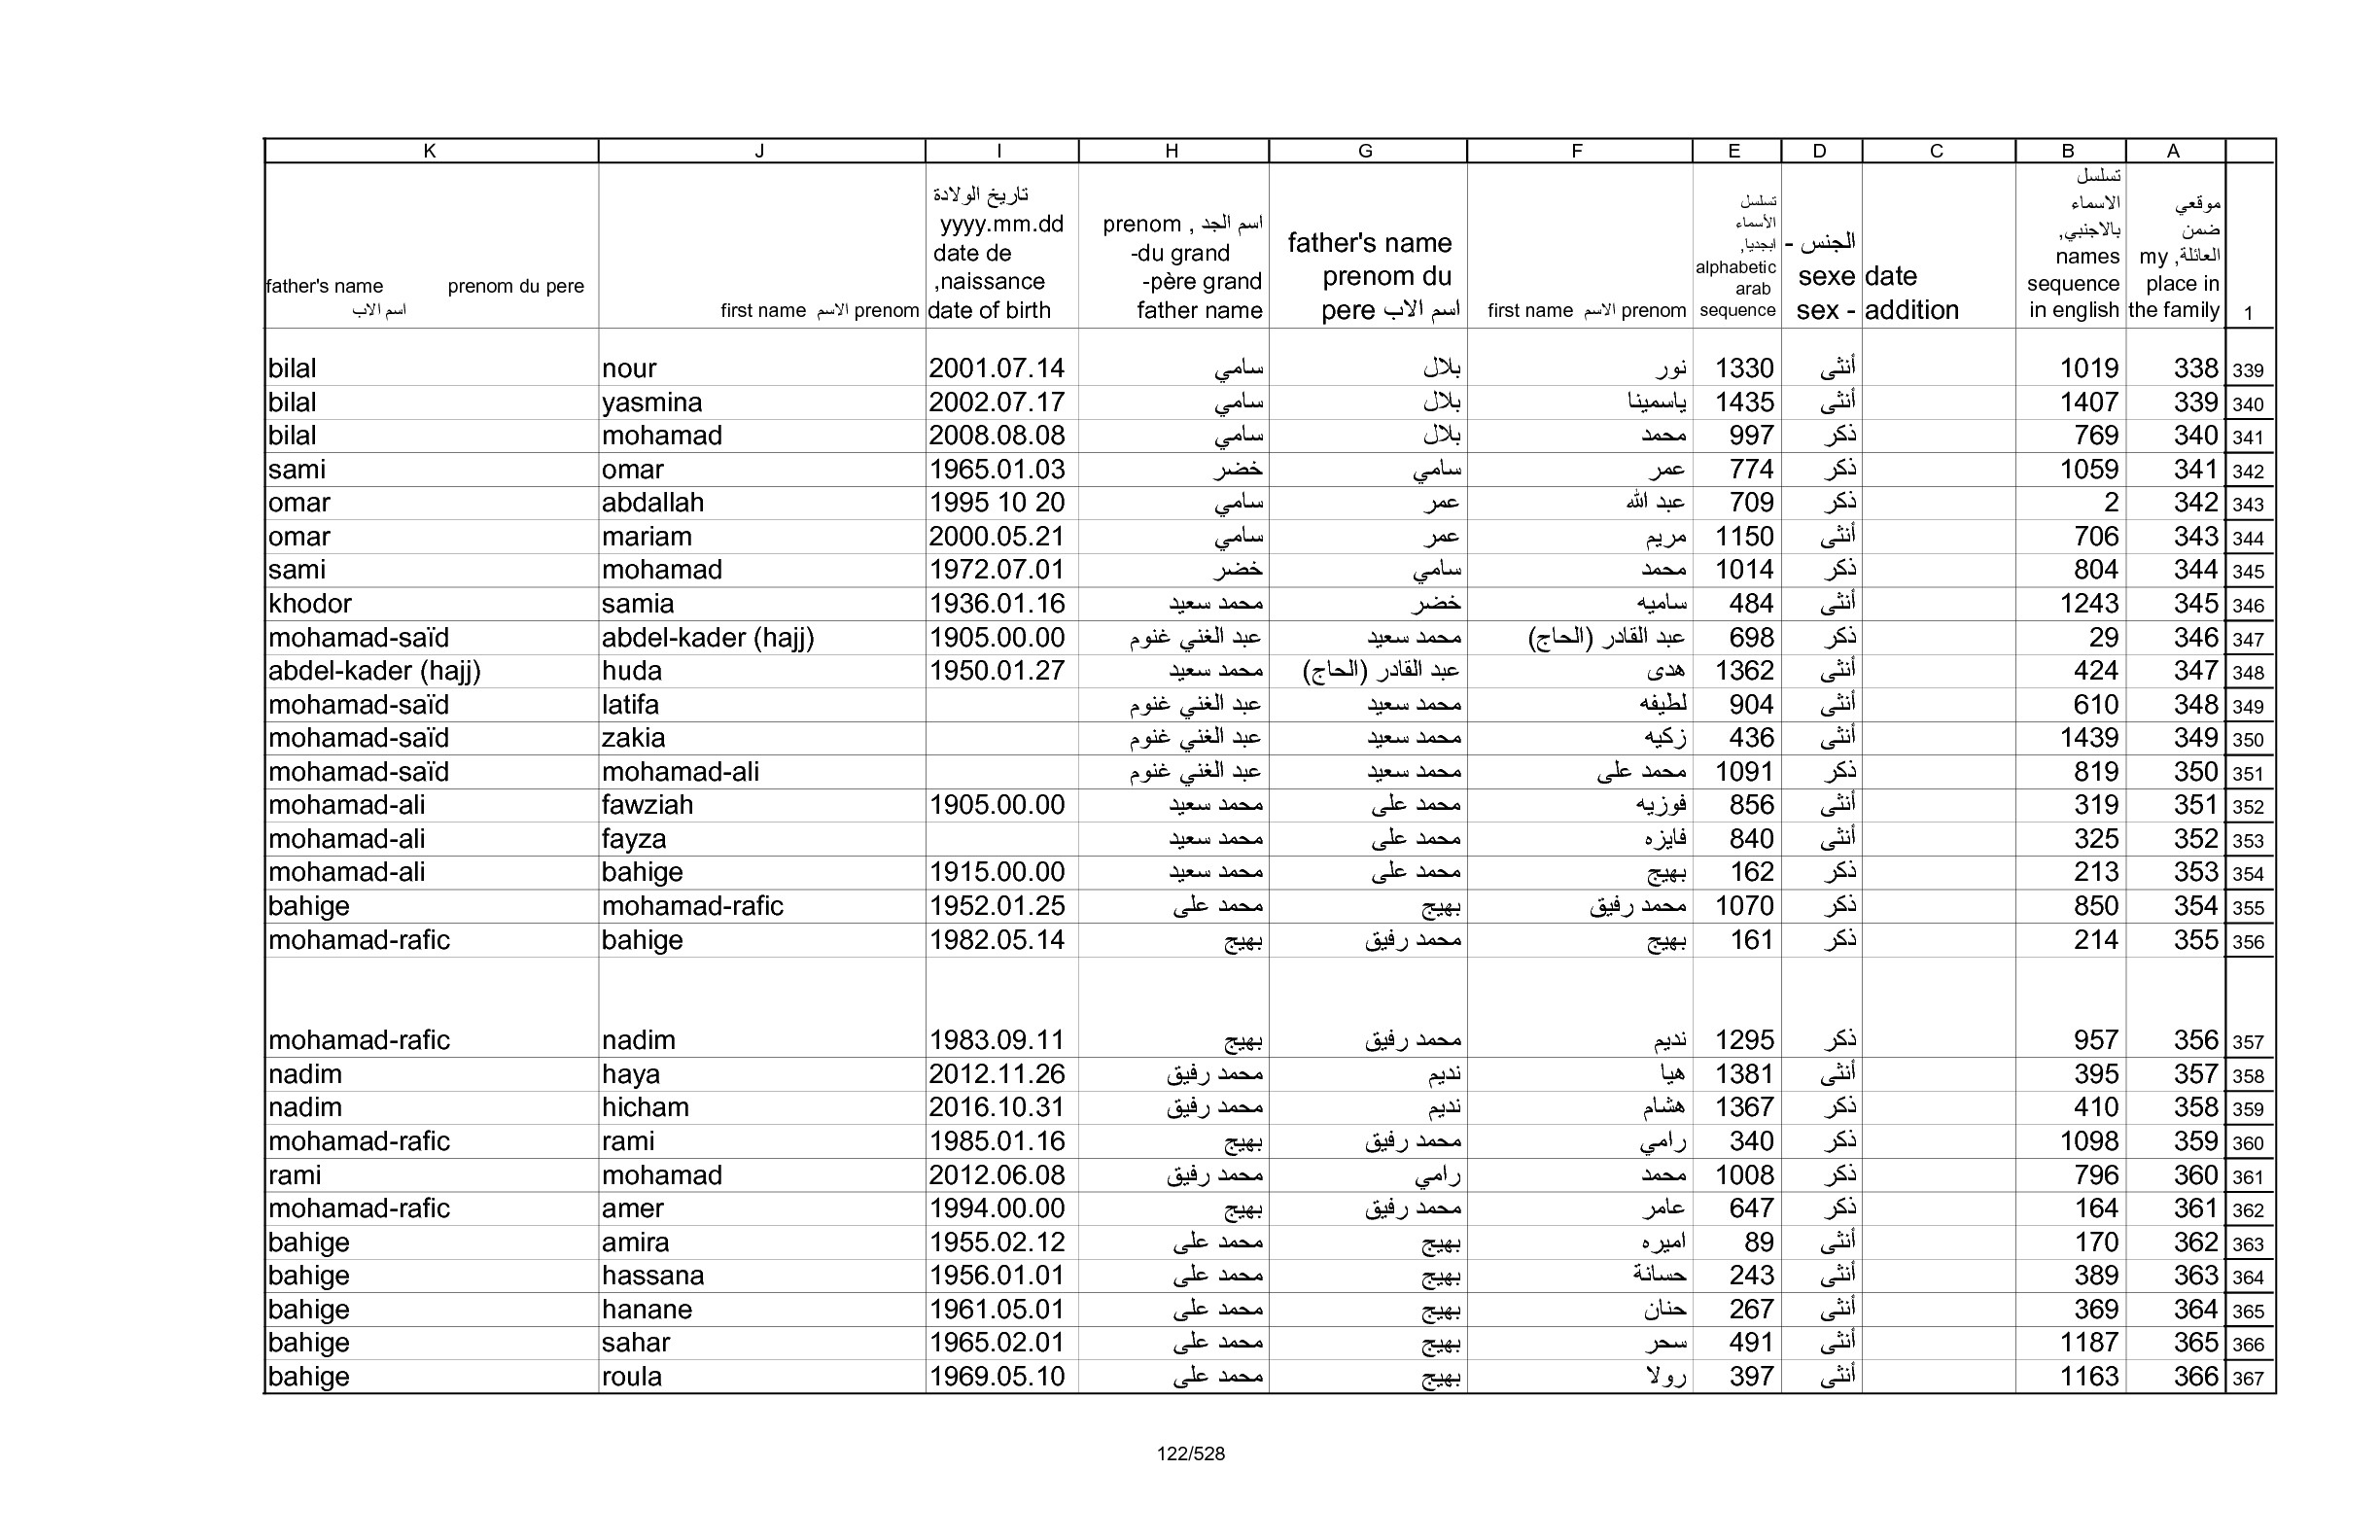 K J I H G F E D C B A
father's name prenom du pere اسم الاب
first name الاسم prenom
تاريخ الولادة yyyy.mm.dd date de naissance, date of birth
اسم الجد , prenom du grand- père grand- father name
father's name prenom du pere اسم الاب
first name الاسم prenom
تسلسل الأسماء ابجديا, alphabetic arab sequence
الجنس - sexe sex -
date addition
تسلسل الاسماء بالاجنبي, names sequence in english
موقعي ضمن العائلة, my place in the family
1
bilal nour 2001.07.14 سامي بلال نور 1330 أنثى 1019 338 339
bilal yasmina 2002.07.17 سامي بلال ياسمينا 1435 أنثى 1407 339 340
bilal mohamad 2008.08.08 سامي بلال محمد 997 ذكر 769 340 341
sami omar 1965.01.03 خضر سامي عمر 774 ذكر 1059 341 342
omar abdallah 1995 10 20 سامي عمر عبد الله 709 ذكر 2 342 343
omar mariam 2000.05.21 سامي عمر مريم 1150 أنثى 706 343 344
sami mohamad 1972.07.01 خضر سامي محمد 1014 ذكر 804 344 345
khodor samia 1936.01.16 محمد سعيد خضر ساميه 484 أنثى 1243 345 346
mohamad-saïd abdel-kader (hajj) 1905.00.00 عبد الغني غنوم محمد سعيد عبد القادر (الحاج) 698 ذكر 29 346 347
abdel-kader (hajj) huda 1950.01.27 محمد سعيد عبد القادر (الحاج) هدى 1362 أنثى 424 347 348
mohamad-saïd latifa عبد الغني غنوم محمد سعيد لطيفه 904 أنثى 610 348 349
mohamad-saïd zakia عبد الغني غنوم محمد سعيد زكيه 436 أنثى 1439 349 350
mohamad-saïd mohamad-ali عبد الغني غنوم محمد سعيد محمد على 1091 ذكر 819 350 351
mohamad-ali fawziah 1905.00.00 محمد سعيد محمد على فوزيه 856 أنثى 319 351 352
mohamad-ali fayza محمد سعيد محمد على فايزه 840 أنثى 325 352 353
mohamad-ali bahige 1915.00.00 محمد سعيد محمد على بهيج 162 ذكر 213 353 354
bahige mohamad-rafic 1952.01.25 محمد على بهيج محمد رفيق 1070 ذكر 850 354 355
mohamad-rafic bahige 1982.05.14 بهيج محمد رفيق بهيج 161 ذكر 214 355 356
mohamad-rafic nadim 1983.09.11 بهيج محمد رفيق نديم 1295 ذكر 957 356 357
nadim haya 2012.11.26 محمد رفيق نديم هيا 1381 أنثى 395 357 358
nadim hicham 2016.10.31 محمد رفيق نديم هشام 1367 ذكر 410 358 359
mohamad-rafic rami 1985.01.16 بهيج محمد رفيق رامي 340 ذكر 1098 359 360
rami mohamad 2012.06.08 محمد رفيق رامي محمد 1008 ذكر 796 360 361
mohamad-rafic amer 1994.00.00 بهيج محمد رفيق عامر 647 ذكر 164 361 362
bahige amira 1955.02.12 محمد على بهيج اميره 89 أنثى 170 362 363
bahige hassana 1956.01.01 محمد على بهيج حسانة 243 أنثى 389 363 364
bahige hanane 1961.05.01 محمد على بهيج حنان 267 أنثى 369 364 365
bahige sahar 1965.02.01 محمد على بهيج سحر 491 أنثى 1187 365 366
bahige roula 1969.05.10 محمد على بهيج رولا 397 أنثى 1163 366 367
122/528